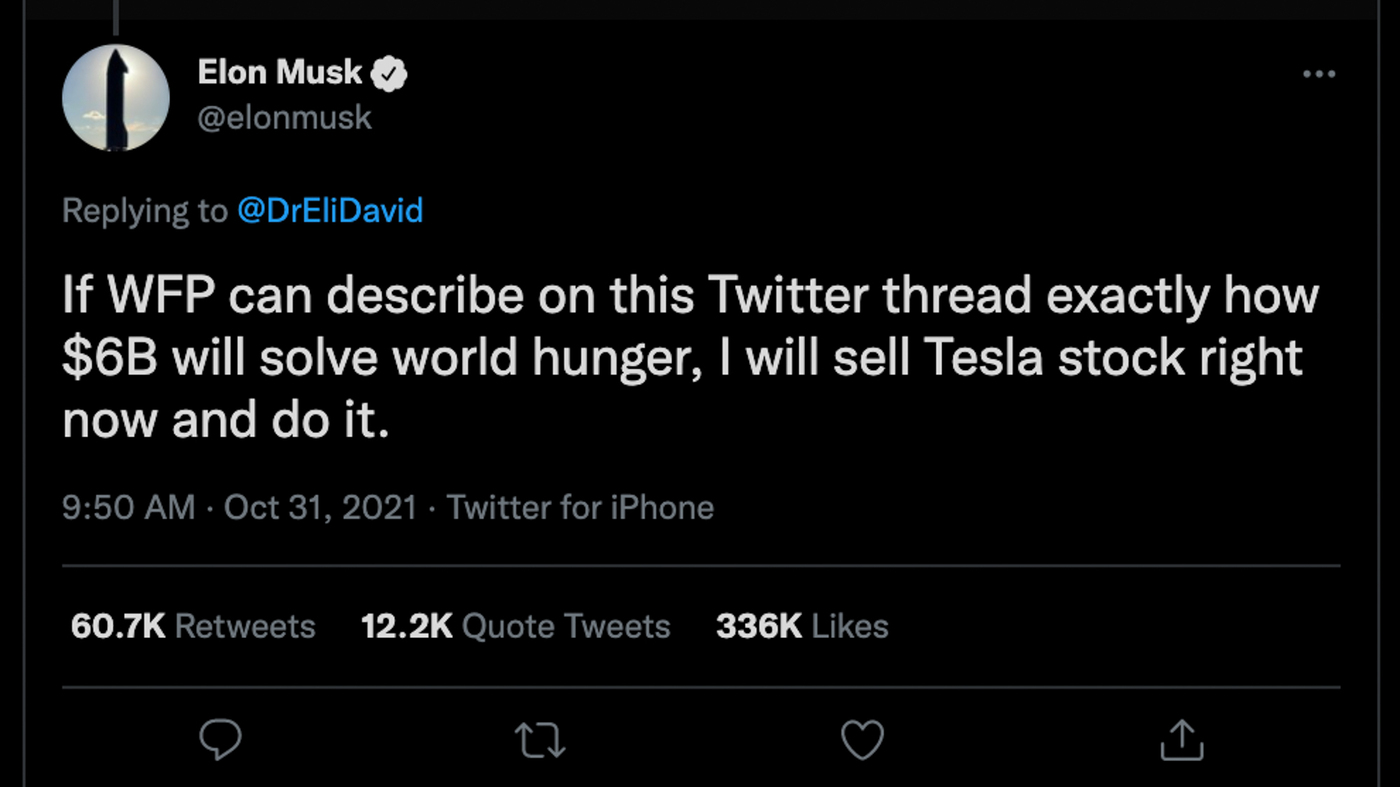 Elon Musk
@elonmusk
Replying to @DrEliDavid
If WFP can describe on this Twitter thread exactly how
$6B will solve world hunger, I will sell Tesla stock right
now and do it.
9:50 AM · Oct 31, 2021 · Twitter for iPhone
60.7K Retweets 12.2K Quote Tweets 336K Likes